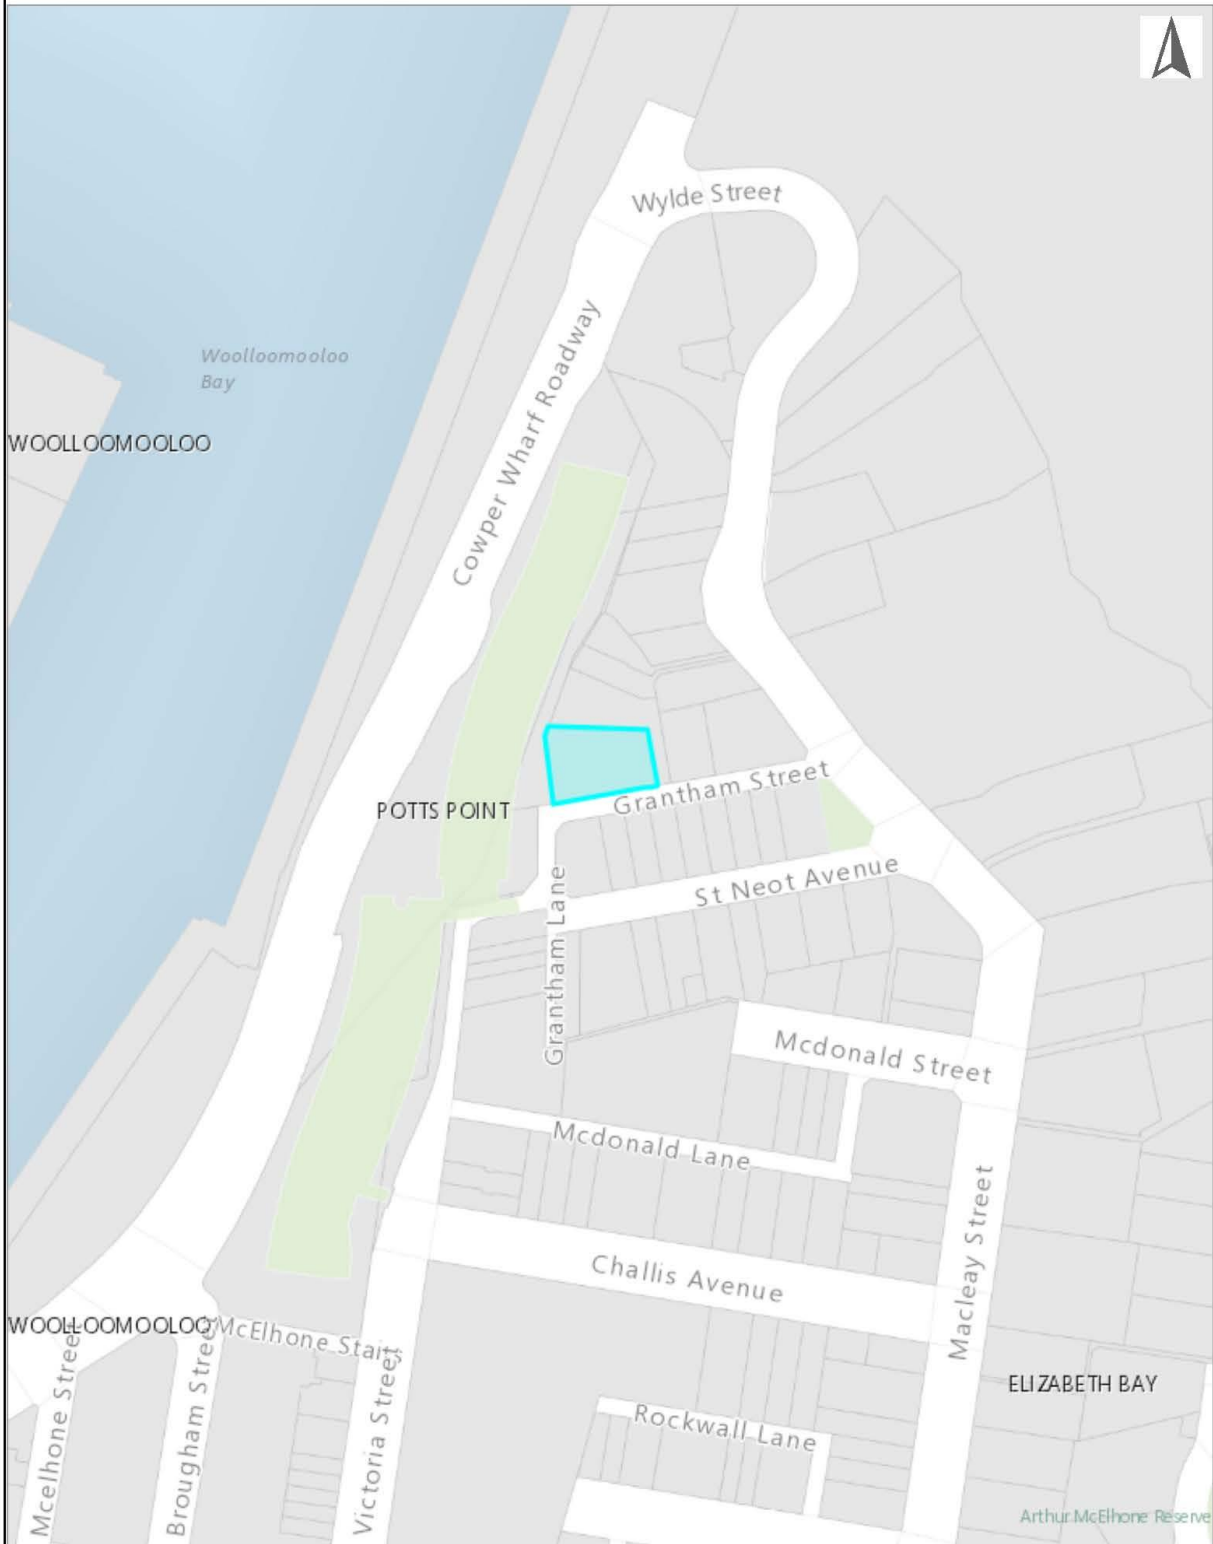 Wylde Street
Cowper Wharf Roadway
Woolloomooloo
Bay
WOOLLOOMOOLOO
Grantham Street
POTTS POINT
St Neot Avenue
Grantham Lane
Mcdonald Street
Mcdonald Lane
Macleay Street
Challis Avenue
WOOLLOOMOOLOO
McElhone Stairs
Mcelhone Street
Brougham Street
Victoria Street
ELIZABETH BAY
Rockwall Lane
Arthur McElhone Reserve